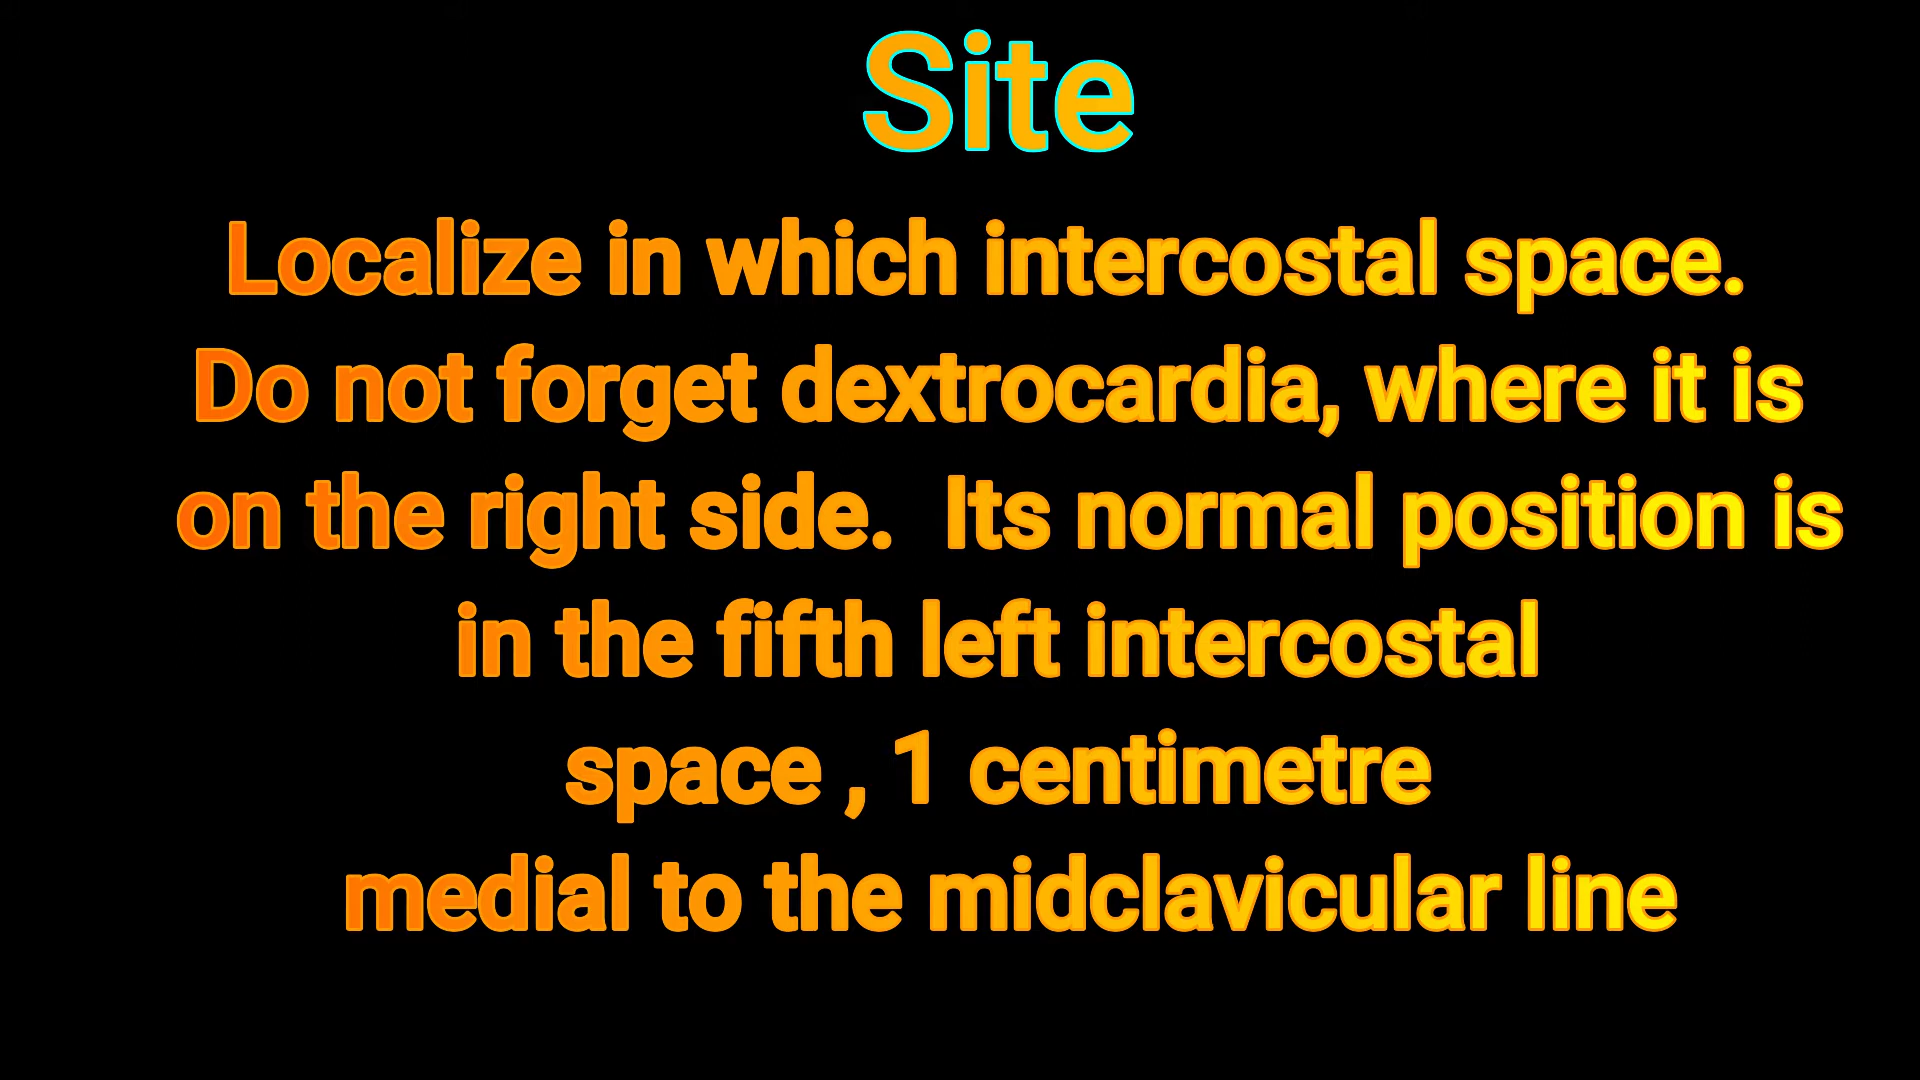 Site
Localize in which intercostal space.
Do not forget dextrocardia, where it is
on the right side.  Its normal position is
in the fifth left intercostal
space , 1 centimetre
medial to the midclavicular line